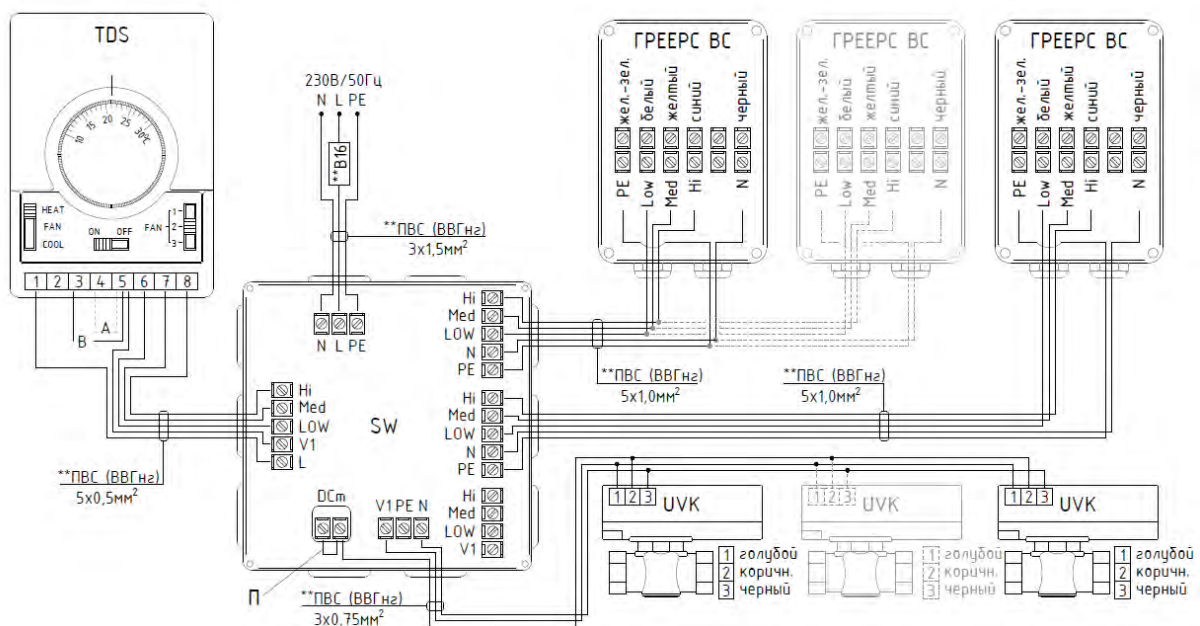 TDS
10 15 20 25 30°C
HEAT
FAN
COOL
ON OFF
FAN
1
2
3
1 2 3 4 5 6 7 8
A
B
**ПВС (ВВГнг)
5х0,5мм²
230В/50Гц
N L PE
**В16
**ПВС (ВВГнг)
3х1,5мм²
N L PE
Hi
Med
LOW
V1
L
SW
DCm
П
V1 PE N
**ПВС (ВВГнг)
3х0,75мм²
Hi
Med
LOW
N
PE
Hi
Med
LOW
N
PE
Hi
Med
LOW
V1
**ПВС (ВВГнг)
5х1,0мм²
**ПВС (ВВГнг)
5х1,0мм²
ГРЕЕРС ВС
жел.-зел.
белый
желтый
синий
черный
PE
Low
Med
Hi
N
ГРЕЕРС ВС
жел.-зел.
белый
желтый
синий
черный
PE
Low
Med
Hi
N
ГРЕЕРС ВС
жел.-зел.
белый
желтый
синий
черный
PE
Low
Med
Hi
N
1 2 3
UVK
1 голубой
2 коричн.
3 черный
1 2 3
UVK
1 голубой
2 коричн.
3 черный
1 2 3
UVK
1 голубой
2 коричн.
3 черный